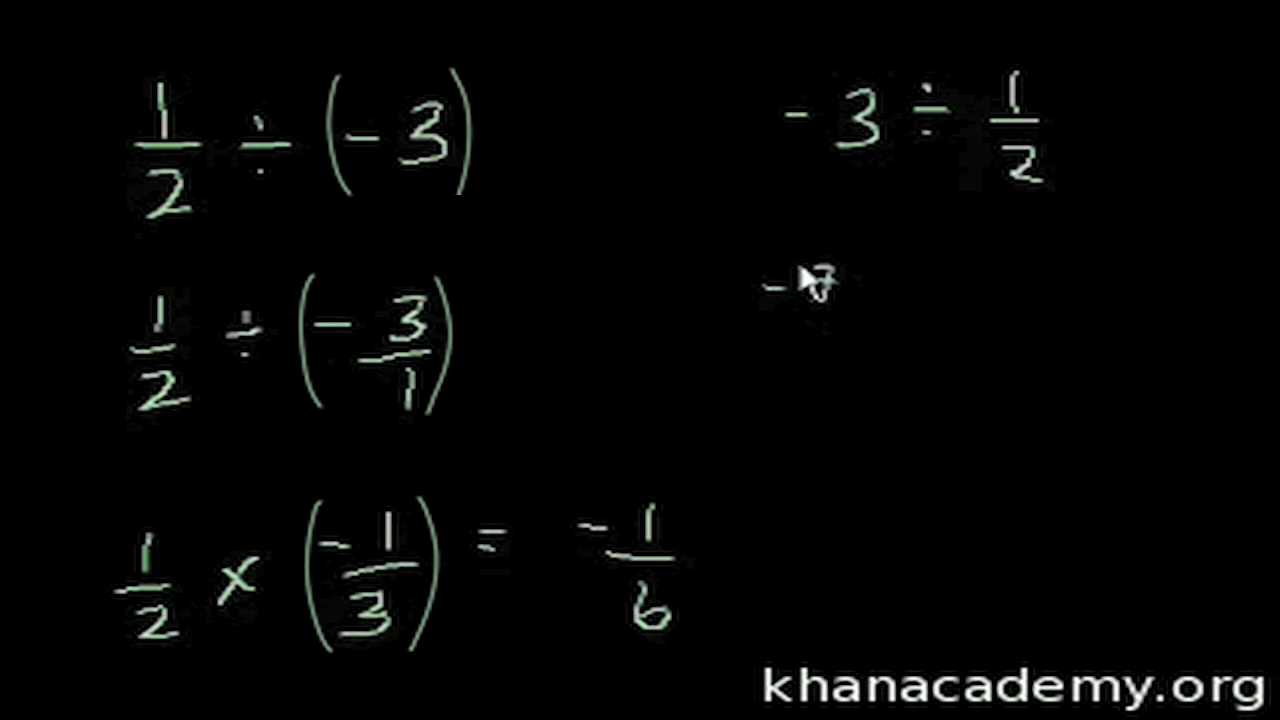 1/2 ÷ (-3)
1/2 ÷ (-3/1)
1/2 × (-1/3) = -1/6
-3 ÷ 1/2
-
khanacademy.org